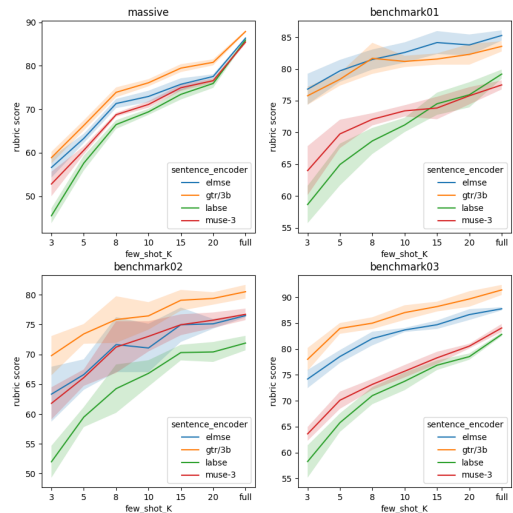 massive
rubric score
90
80
70
60
50
3 5 8 10 15 20 full
few_shot_K
sentence_encoder
elmse
gtr/3b
labse
muse-3
benchmark01
rubric score
85
80
75
70
65
60
55
3 5 8 10 15 20 full
few_shot_K
sentence_encoder
elmse
gtr/3b
labse
muse-3
benchmark02
rubric score
80
75
70
65
60
55
50
3 5 8 10 15 20 full
few_shot_K
sentence_encoder
elmse
gtr/3b
labse
muse-3
benchmark03
rubric score
90
85
80
75
70
65
60
55
3 5 8 10 15 20 full
few_shot_K
sentence_encoder
elmse
gtr/3b
labse
muse-3